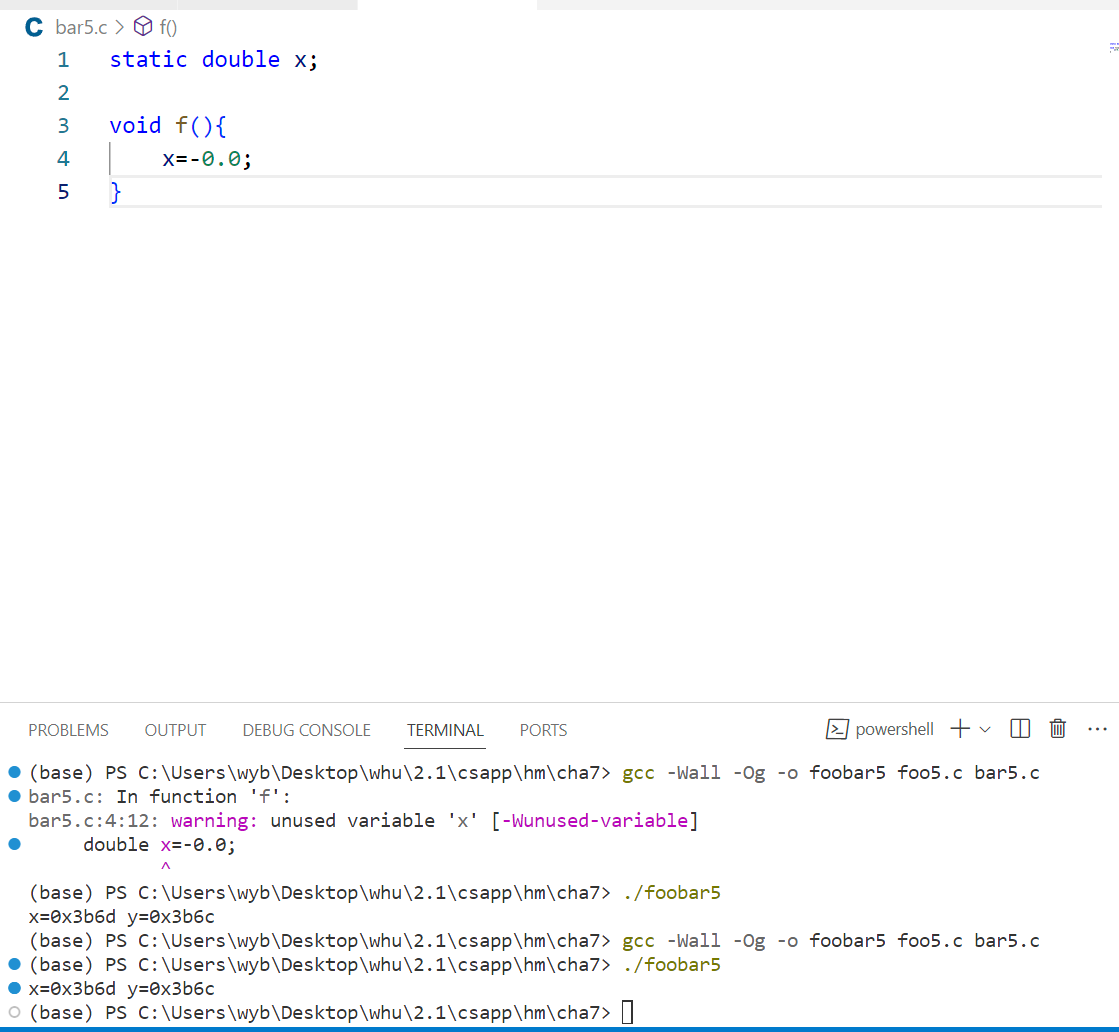 C bar5.c > f()
1 static double x;
2
3 void f(){
4     x=-0.0;
5 }
PROBLEMS OUTPUT DEBUG CONSOLE TERMINAL PORTS powershell
(base) PS C:\Users\wyb\Desktop\whu\2.1\csapp\hm\cha7> gcc -Wall -Og -o foobar5 foo5.c bar5.c
bar5.c: In function 'f':
bar5.c:4:12: warning: unused variable 'x' [-Wunused-variable]
     double x=-0.0;
            ^
(base) PS C:\Users\wyb\Desktop\whu\2.1\csapp\hm\cha7> ./foobar5
x=0x3b6d y=0x3b6c
(base) PS C:\Users\wyb\Desktop\whu\2.1\csapp\hm\cha7> gcc -Wall -Og -o foobar5 foo5.c bar5.c
(base) PS C:\Users\wyb\Desktop\whu\2.1\csapp\hm\cha7> ./foobar5
x=0x3b6d y=0x3b6c
(base) PS C:\Users\wyb\Desktop\whu\2.1\csapp\hm\cha7>